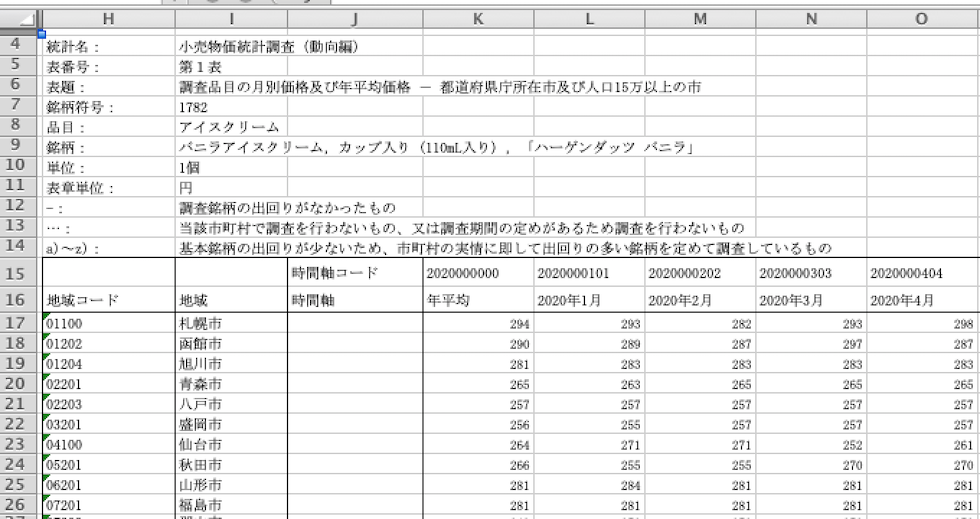 H I J K L M N O
4 統計名： 小売物価統計調査（動向編）
5 表番号： 第１表
6 表題： 調査品目の月別価格及び年平均価格 － 都道府県庁所在市及び人口15万以上の市
7 銘柄符号： 1782
8 品目： アイスクリーム
9 銘柄： バニラアイスクリーム，カップ入り（110mL入り），「ハーゲンダッツ バニラ」
10 単位： 1個
11 表章単位： 円
12 -： 調査銘柄の出回りがなかったもの
13 …： 当該市町村で調査を行わないもの、又は調査期間の定めがあるため調査を行わないもの
14 a)～z)： 基本銘柄の出回りが少ないため、市町村の実情に即して出回りの多い銘柄を定めて調査しているもの
15 時間軸コード 2020000000 2020000101 2020000202 2020000303 2020000404
16 地域コード 地域 時間軸 年平均 2020年1月 2020年2月 2020年3月 2020年4月
17 01100 札幌市 294 293 282 293 298
18 01202 函館市 290 289 287 297 287
19 01204 旭川市 281 283 283 283 283
20 02201 青森市 265 263 265 265 265
21 02203 八戸市 257 257 257 257 257
22 03201 盛岡市 256 255 257 257 257
23 04100 仙台市 264 271 271 252 261
24 05201 秋田市 266 255 255 270 270
25 06201 山形市 281 284 281 281 281
26 07201 福島市 281 281 281 281 281